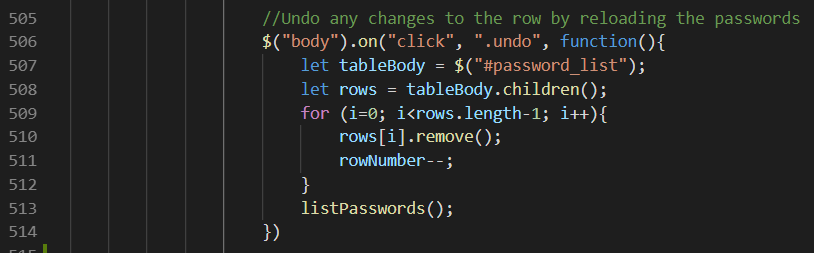 505 //Undo any changes to the row by reloading the passwords
506 $("body").on("click", ".undo", function(){
507 let tableBody = $("#password_list");
508 let rows = tableBody.children();
509 for (i=0; i<rows.length-1; i++){
510 rows[i].remove();
511 rowNumber--;
512 }
513 listPasswords();
514 })
515